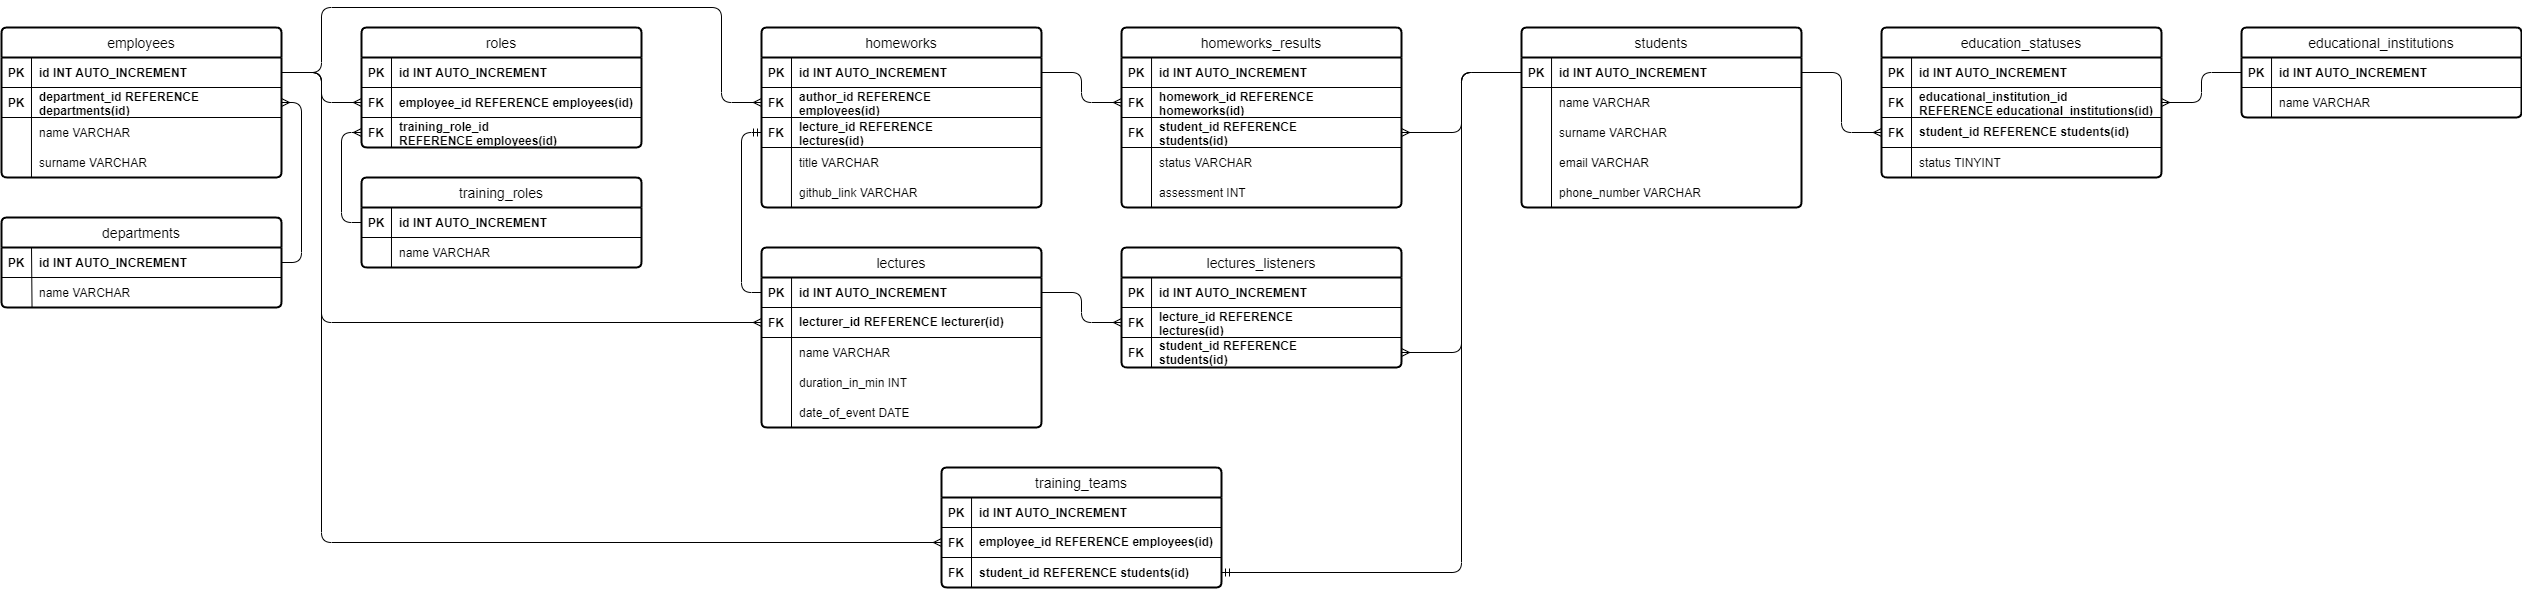 employees
PK id INT AUTO_INCREMENT
PK department_id REFERENCE
departments(id)
name VARCHAR
surname VARCHAR
departments
PK id INT AUTO_INCREMENT
name VARCHAR
roles
PK id INT AUTO_INCREMENT
FK employee_id REFERENCE employees(id)
FK training_role_id
REFERENCE employees(id)
training_roles
PK id INT AUTO_INCREMENT
name VARCHAR
homeworks
PK id INT AUTO_INCREMENT
FK author_id REFERENCE
employees(id)
FK lecture_id REFERENCE
lectures(id)
title VARCHAR
github_link VARCHAR
lectures
PK id INT AUTO_INCREMENT
FK lecturer_id REFERENCE lecturer(id)
name VARCHAR
duration_in_min INT
date_of_event DATE
homeworks_results
PK id INT AUTO_INCREMENT
FK homework_id REFERENCE
homeworks(id)
FK student_id REFERENCE
students(id)
status VARCHAR
assessment INT
lectures_listeners
PK id INT AUTO_INCREMENT
FK lecture_id REFERENCE
lectures(id)
FK student_id REFERENCE
students(id)
training_teams
PK id INT AUTO_INCREMENT
FK employee_id REFERENCE employees(id)
FK student_id REFERENCE students(id)
students
PK id INT AUTO_INCREMENT
name VARCHAR
surname VARCHAR
email VARCHAR
phone_number VARCHAR
education_statuses
PK id INT AUTO_INCREMENT
FK educational_institution_id
REFERENCE educational_institutions(id)
FK student_id REFERENCE students(id)
status TINYINT
educational_institutions
PK id INT AUTO_INCREMENT
name VARCHAR